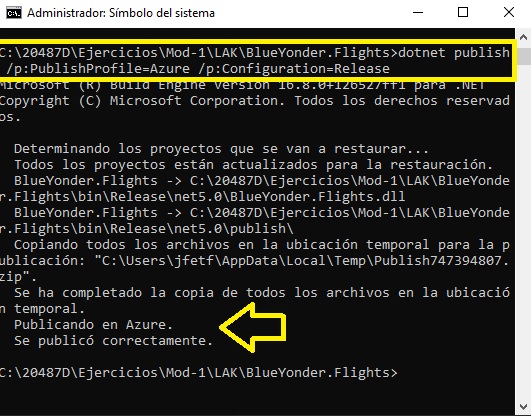 Administrador: Símbolo del sistema
C:\20487D\Ejercicios\Mod-1\LAK\BlueYonder.Flights>dotnet publish
/p:PublishProfile=Azure /p:Configuration=Release
Microsoft (R) Build Engine versión 16.8.0+126527ff1 para .NET
Copyright (C) Microsoft Corporation. Todos los derechos reservad
os.
Determinando los proyectos que se van a restaurar...
Todos los proyectos están actualizados para la restauración.
BlueYonder.Flights -> C:\20487D\Ejercicios\Mod-1\LAK\BlueYonde
r.Flights\bin\Release\net5.0\BlueYonder.Flights.dll
BlueYonder.Flights -> C:\20487D\Ejercicios\Mod-1\LAK\BlueYonde
r.Flights\bin\Release\net5.0\publish\
Copiando todos los archivos en la ubicación temporal para la p
ublicación: "C:\Users\jfetf\AppData\Local\Temp\Publish747394807.
zip".
Se ha completado la copia de todos los archivos en la ubicació
n temporal.
Publicando en Azure.
Se publicó correctamente.
C:\20487D\Ejercicios\Mod-1\LAK\BlueYonder.Flights>